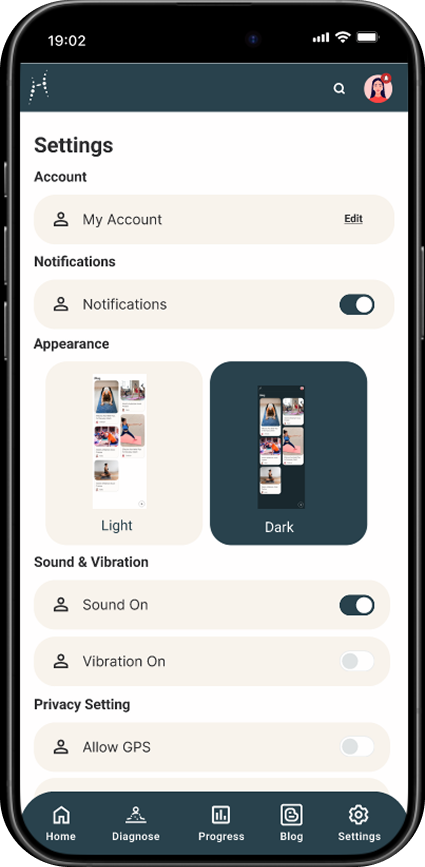 19:02
Settings
Account
My Account Edit
Notifications
Notifications
Appearance
Light Dark
Sound & Vibration
Sound On
Vibration On
Privacy Setting
Allow GPS
Home Diagnose Progress Blog Settings